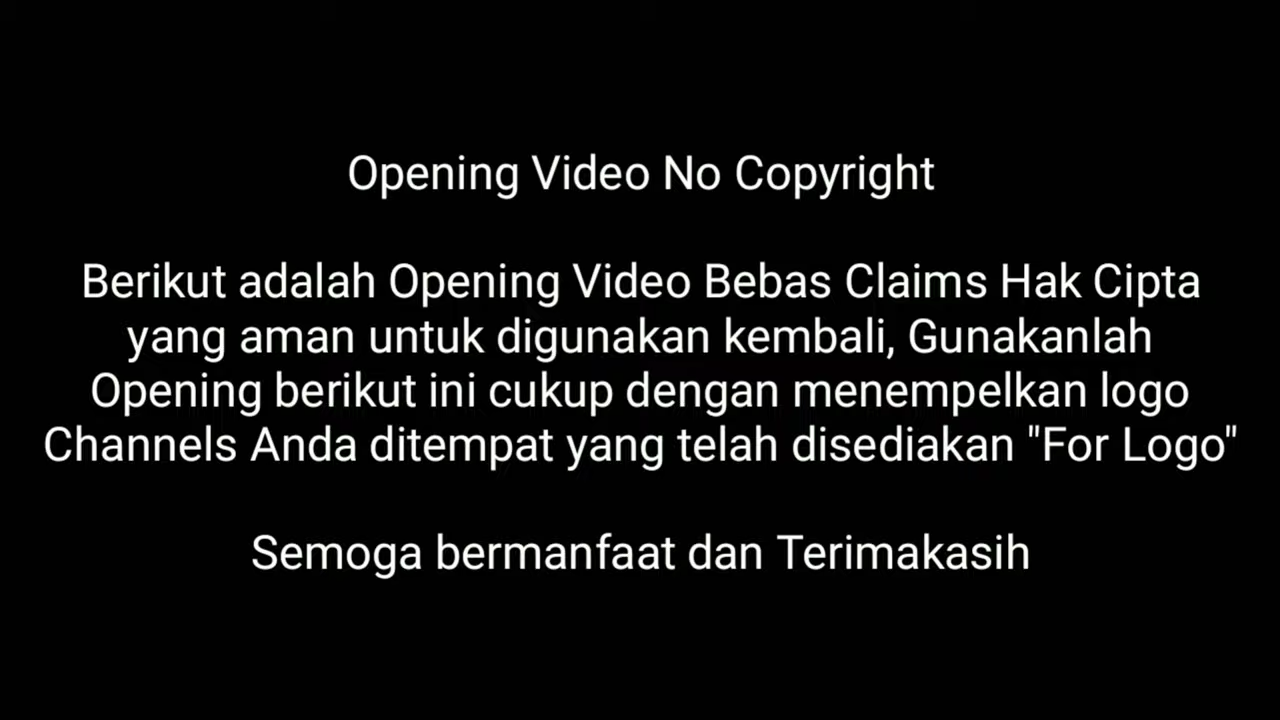 Opening Video No Copyright
Berikut adalah Opening Video Bebas Claims Hak Cipta
yang aman untuk digunakan kembali, Gunakanlah
Opening berikut ini cukup dengan menempelkan logo
Channels Anda ditempat yang telah disediakan "For Logo"
Semoga bermanfaat dan Terimakasih